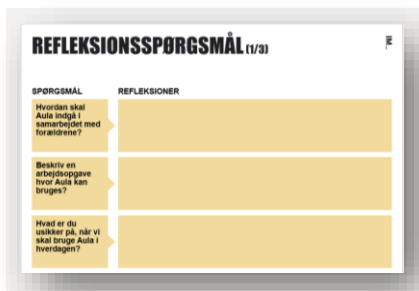 REFLEKSIONSSPØRGSMÅL (1/3)
SPØRGSMÅL REFLEKSIONER
Hvordan skal
Aula indgå i
samarbejdet med
forældrene?
Beskriv en
arbejdsopgave
hvor Aula kan
bruges?
Hvad er du
usikker på, når vi
skal bruge Aula i
hverdagen?